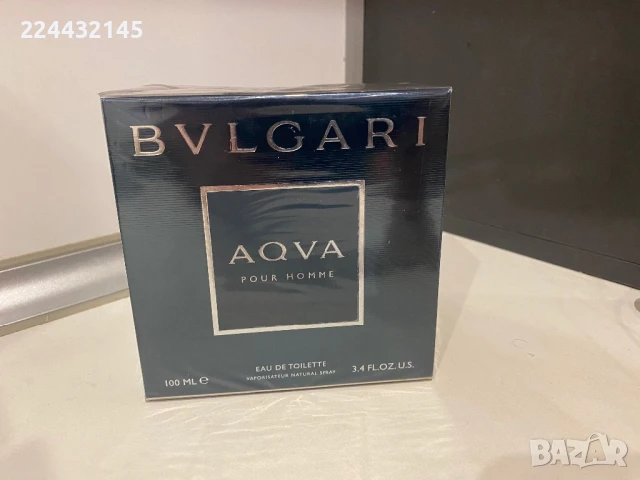 224432145
BVLGARI
AQVA
POUR HOMME
EAU DE TOILETTE
100 ML e VAPORISATEUR NATURAL SPRAY 3.4 FL.OZ. U.S.
BAZAR